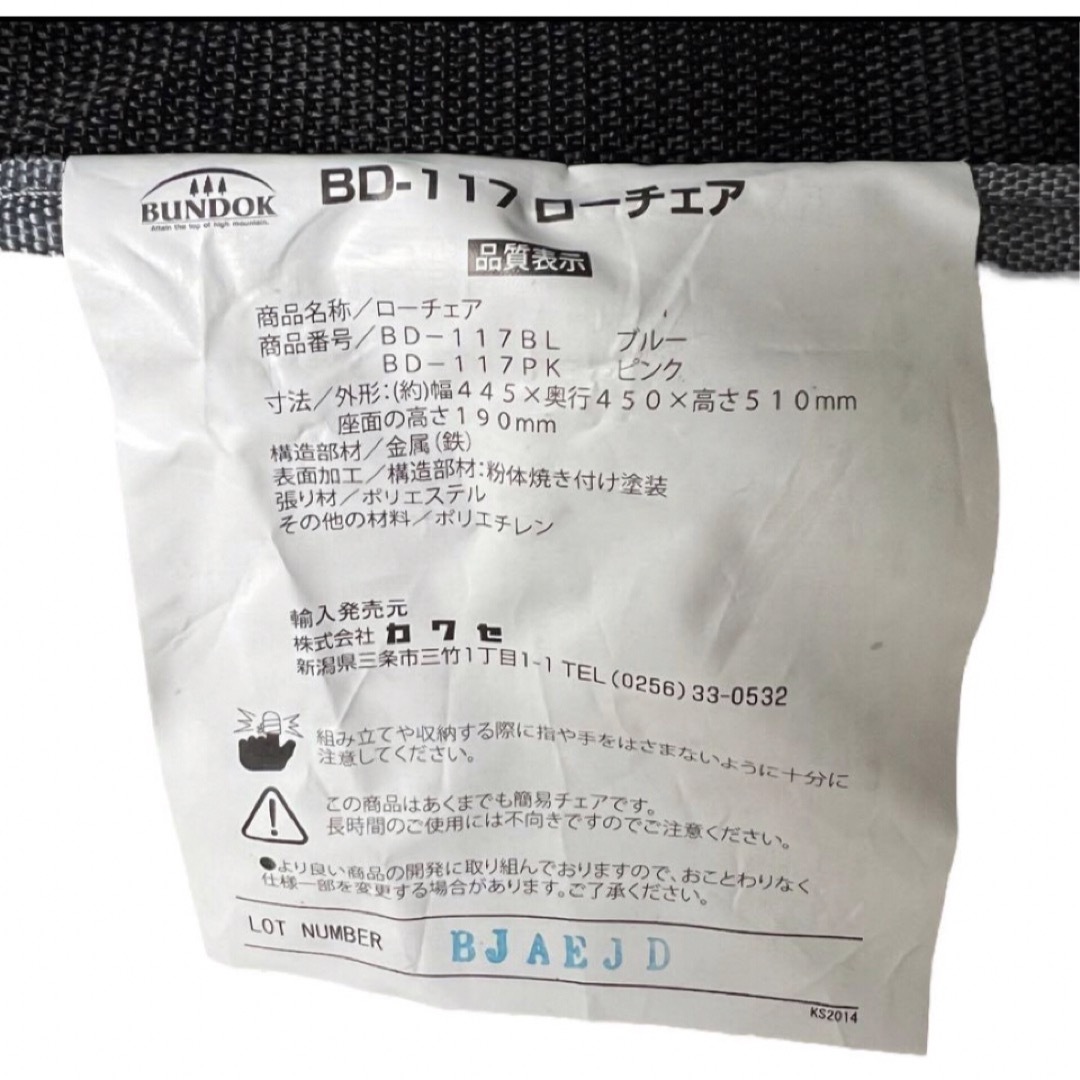 BUNDOK
Attain the top of high mountain.
BD-117 ローチェア
品質表示
商品名称/ローチェア
商品番号/BD-117BL ブルー
BD-117PK ピンク
寸法/外形:(約)幅445×奥行450×高さ510mm
座面の高さ190mm
構造部材/金属(鉄)
表面加工/構造部材:粉体焼き付け塗装
張り材/ポリエステル
その他の材料/ポリエチレン
輸入発売元
株式会社 カワセ
新潟県三条市三竹1丁目1-1 TEL(0256)33-0532
組み立てや収納する際に指や手をはさまないように十分に
注意してください。
この商品はあくまでも簡易チェアです。
長時間のご使用には不向きですのでご注意ください。
●より良い商品の開発に取り組んでおりますので、おことわりなく
仕様一部を変更する場合があります。ご了承ください。
LOT NUMBER BJAEJD
KS2014